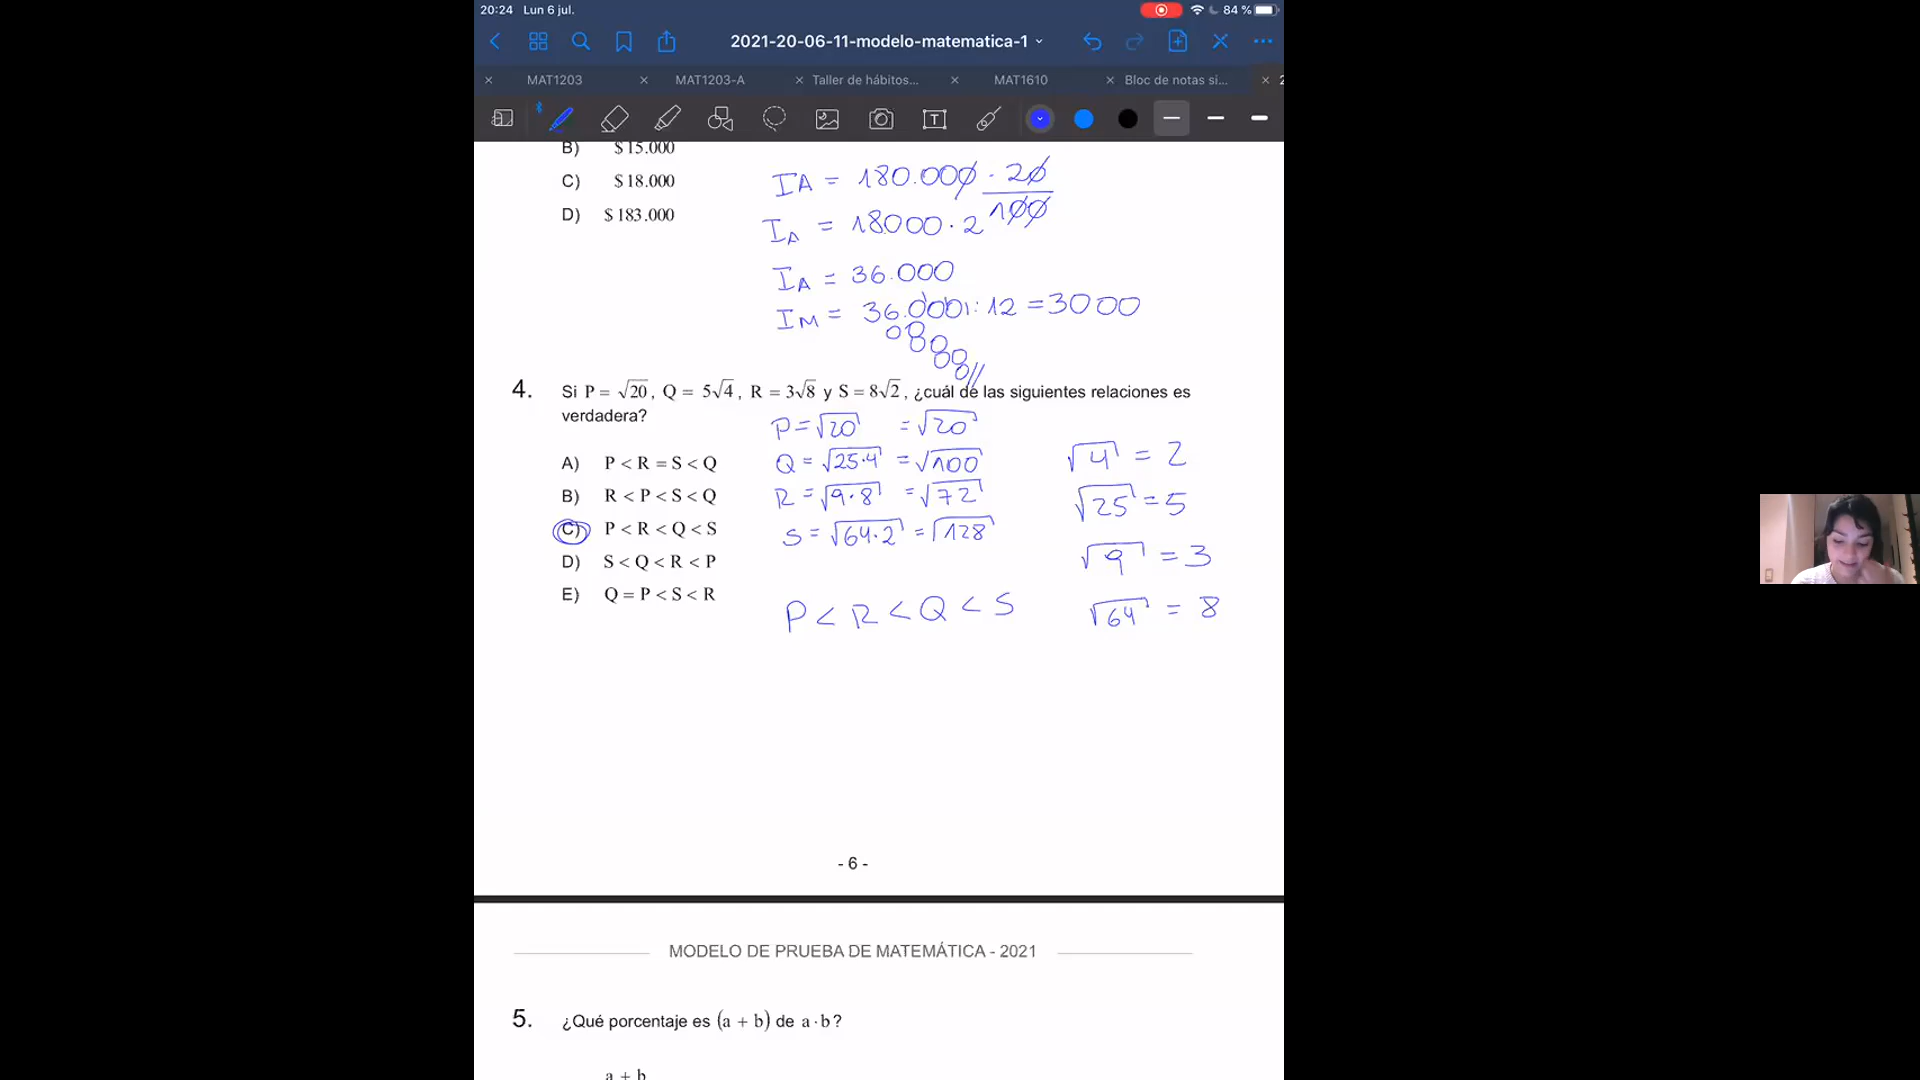 20:24 Lun 6 jul.
84 %
2021-20-06-11-modelo-matematica-1
MAT1203
MAT1203-A
Taller de hábitos...
MAT1610
Bloc de notas si...
2
B) $ 15.000
C) $ 18.000
D) $ 183.000
IA = 180.000 · 20
100
IA = 18000 · 2
IA = 36.000
IM = 36.000 : 12 = 3000
4. Si P = √20, Q = 5√4, R = 3√8 y S = 8√2, ¿cuál de las siguientes relaciones es
verdadera?
A) P < R = S < Q
B) R < P < S < Q
C) P < R < Q < S
D) S < Q < R < P
E) Q = P < S < R
P = √20 = √20
Q = √25·4 = √100
R = √9·8 = √72
S = √64·2 = √128
P < R < Q < S
√4 = 2
√25 = 5
√9 = 3
√64 = 8
- 6 -
MODELO DE PRUEBA DE MATEMÁTICA - 2021
5. ¿Qué porcentaje es (a + b) de a · b?
a + b